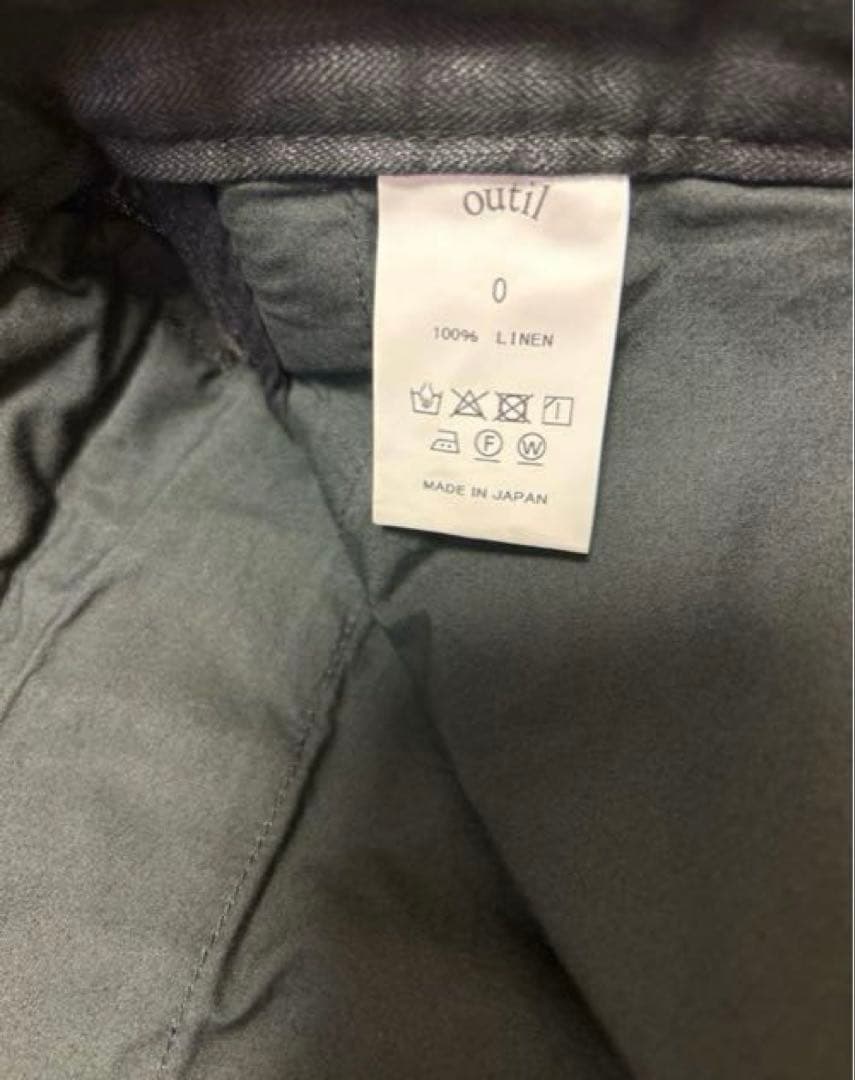 outil
0
100% LINEN
F W
MADE IN JAPAN